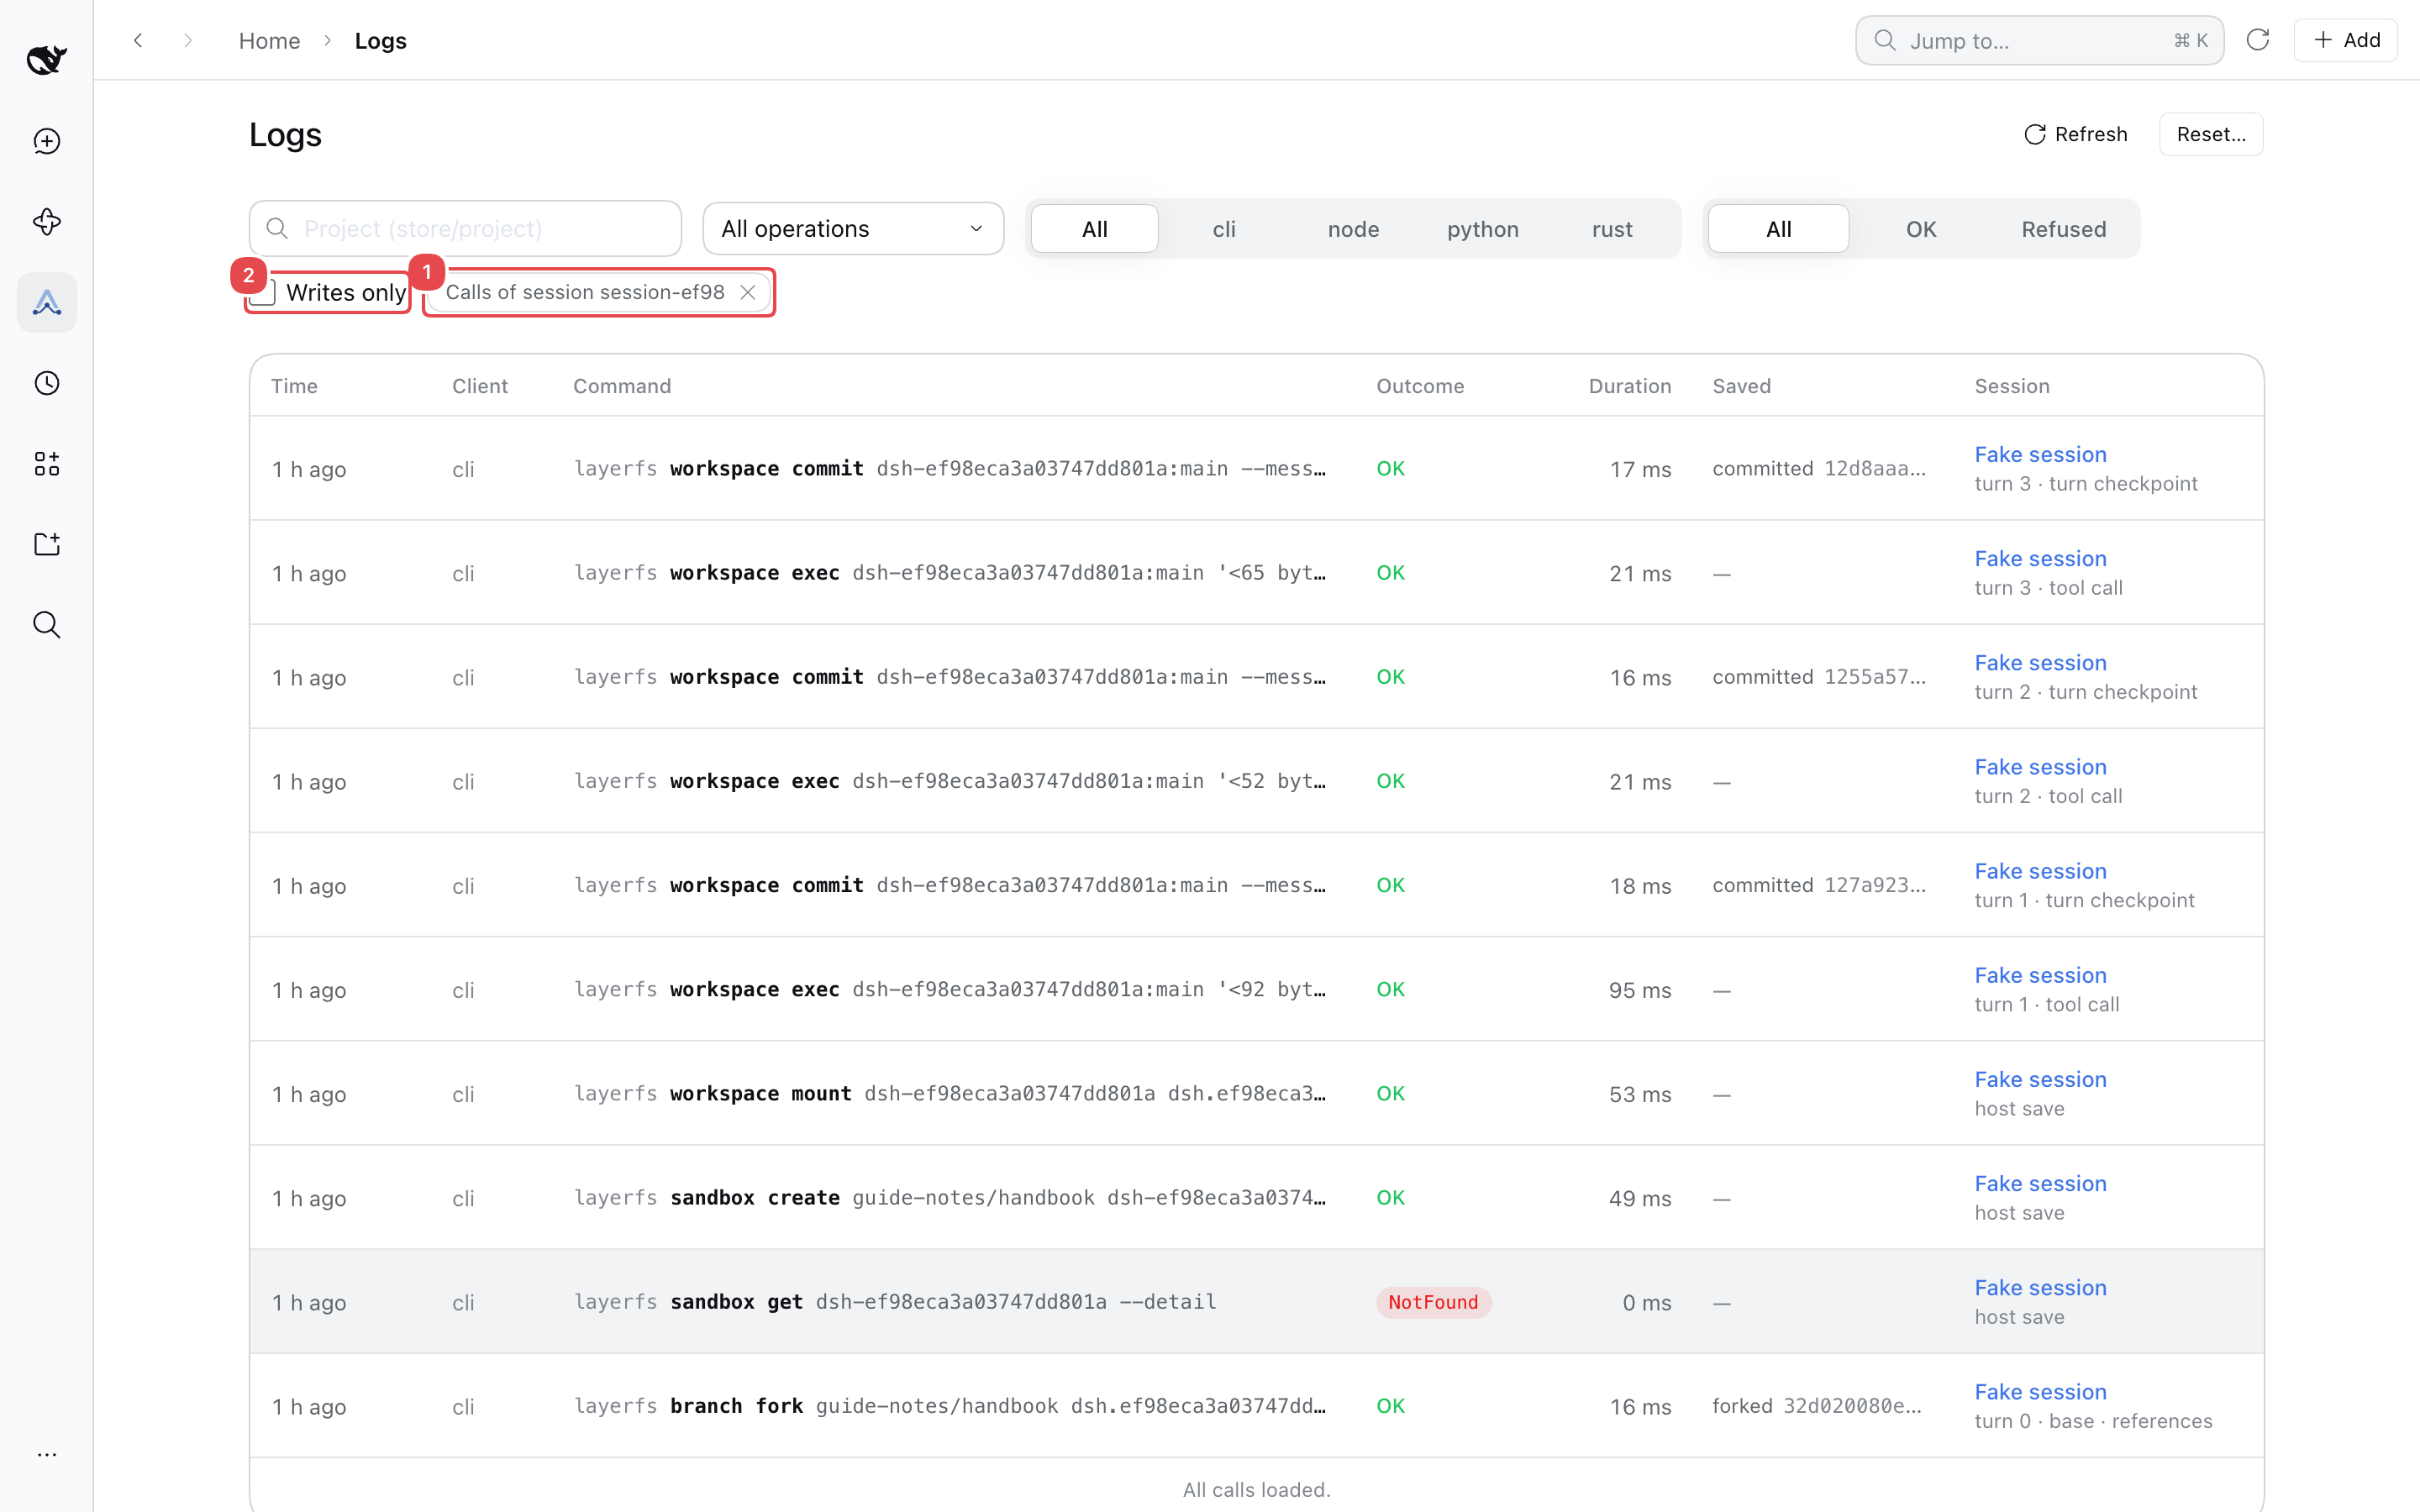 Home › Logs
Jump to... ⌘ K
+ Add
Logs
Refresh
Reset...
Project (store/project)
All operations
All cli node python rust
All OK Refused
2
Writes only
1
Calls of session session-ef98
Time Client Command Outcome Duration Saved Session
1 h ago cli layerfs workspace commit dsh-ef98eca3a03747dd801a:main --mess… OK 17 ms committed 12d8aaa… Fake session
turn 3 · turn checkpoint
1 h ago cli layerfs workspace exec dsh-ef98eca3a03747dd801a:main '<65 byt… OK 21 ms — Fake session
turn 3 · tool call
1 h ago cli layerfs workspace commit dsh-ef98eca3a03747dd801a:main --mess… OK 16 ms committed 1255a57… Fake session
turn 2 · turn checkpoint
1 h ago cli layerfs workspace exec dsh-ef98eca3a03747dd801a:main '<52 byt… OK 21 ms — Fake session
turn 2 · tool call
1 h ago cli layerfs workspace commit dsh-ef98eca3a03747dd801a:main --mess… OK 18 ms committed 127a923… Fake session
turn 1 · turn checkpoint
1 h ago cli layerfs workspace exec dsh-ef98eca3a03747dd801a:main '<92 byt… OK 95 ms — Fake session
turn 1 · tool call
1 h ago cli layerfs workspace mount dsh-ef98eca3a03747dd801a dsh.ef98eca3… OK 53 ms — Fake session
host save
1 h ago cli layerfs sandbox create guide-notes/handbook dsh-ef98eca3a0374… OK 49 ms — Fake session
host save
1 h ago cli layerfs sandbox get dsh-ef98eca3a03747dd801a --detail NotFound 0 ms — Fake session
host save
1 h ago cli layerfs branch fork guide-notes/handbook dsh.ef98eca3a03747dd… OK 16 ms forked 32d020080e… Fake session
turn 0 · base · references
All calls loaded.